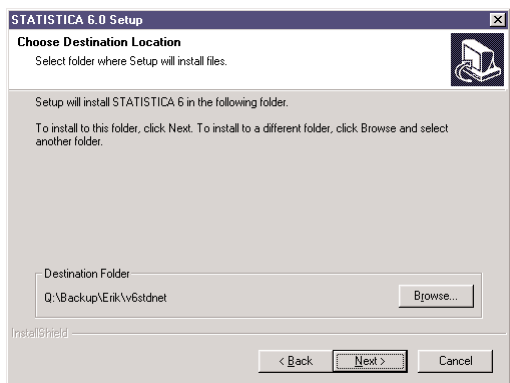 STATISTICA 6.0 Setup
Choose Destination Location
Select folder where Setup will install files.
Setup will install STATISTICA 6 in the following folder.
To install to this folder, click Next. To install to a different folder, click Browse and select
another folder.
Destination Folder
Q:\Backup\Erik\v6stdnet
Browse...
InstallShield
< Back
Next >
Cancel